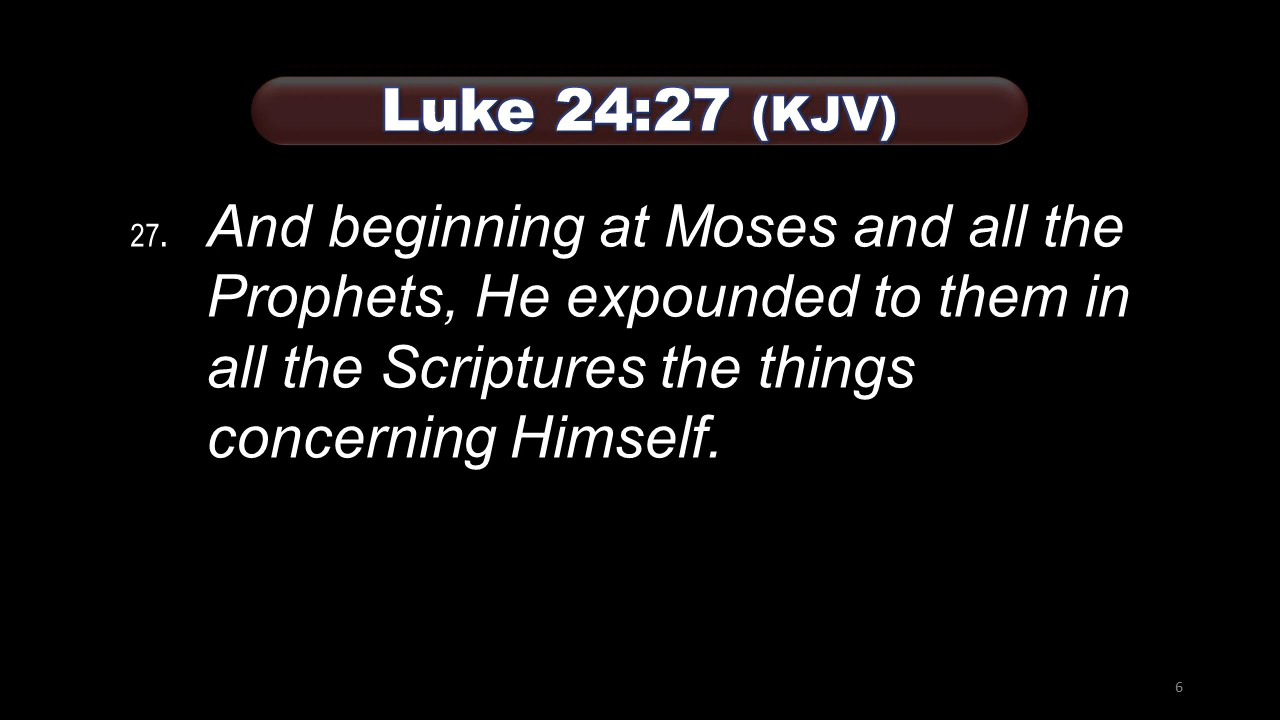 Luke 24:27 (KJV)
27. And beginning at Moses and all the
Prophets, He expounded to them in
all the Scriptures the things
concerning Himself.
6